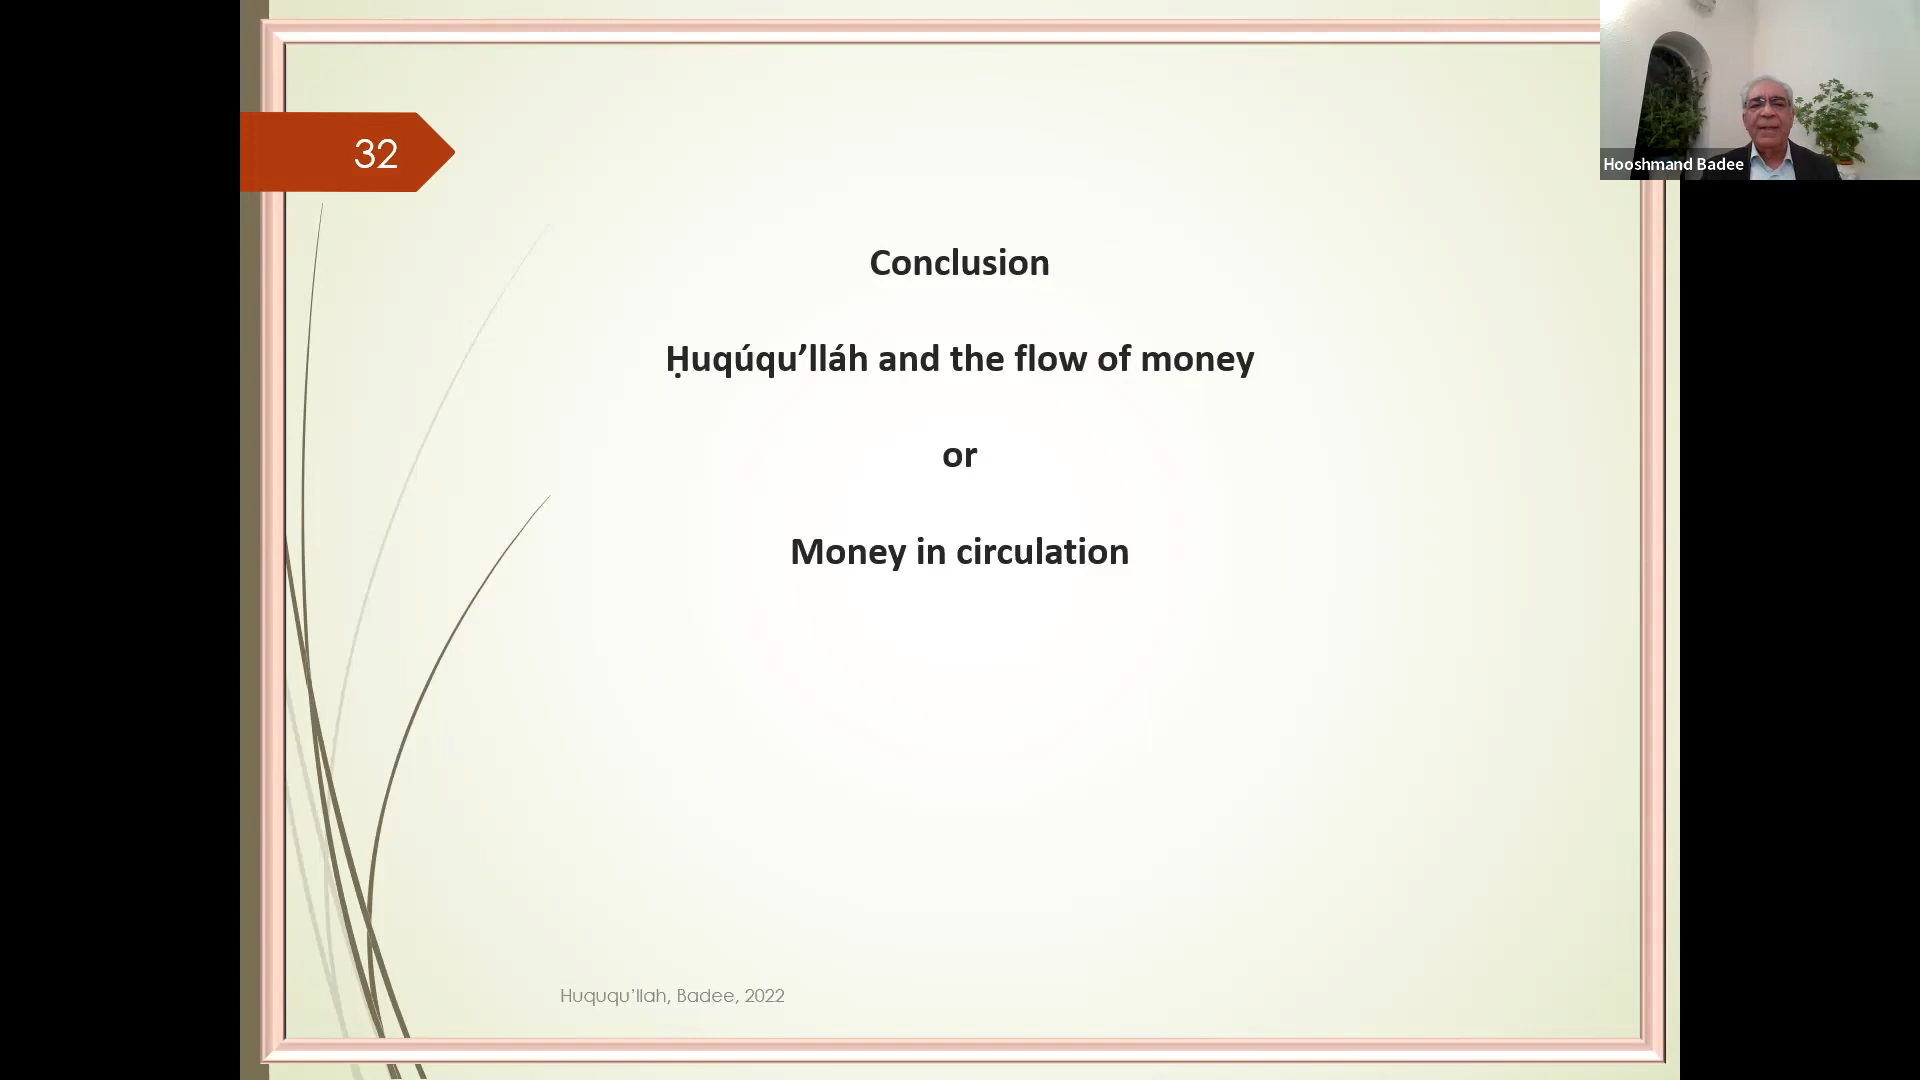 32
Hooshmand Badee
Conclusion
Ḥuqúqu’lláh and the flow of money
or
Money in circulation
Huququ’llah, Badee, 2022